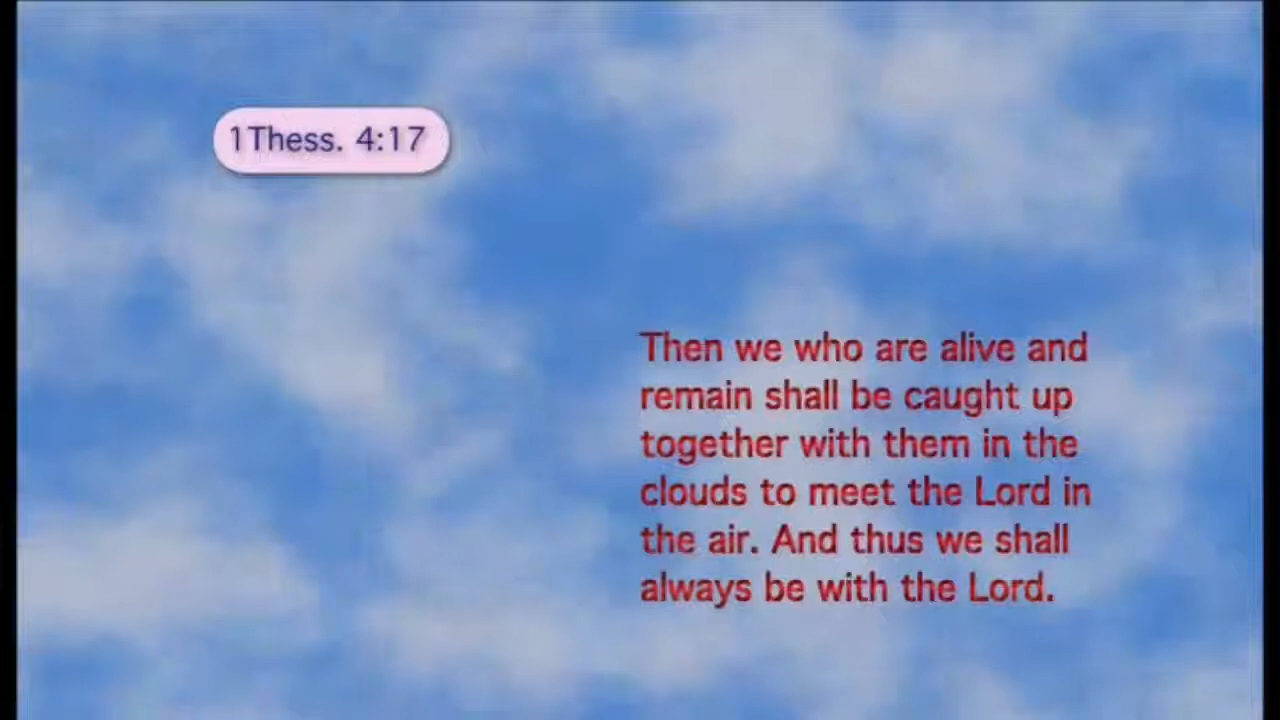 1Thess. 4:17
Then we who are alive and
remain shall be caught up
together with them in the
clouds to meet the Lord in
the air. And thus we shall
always be with the Lord.